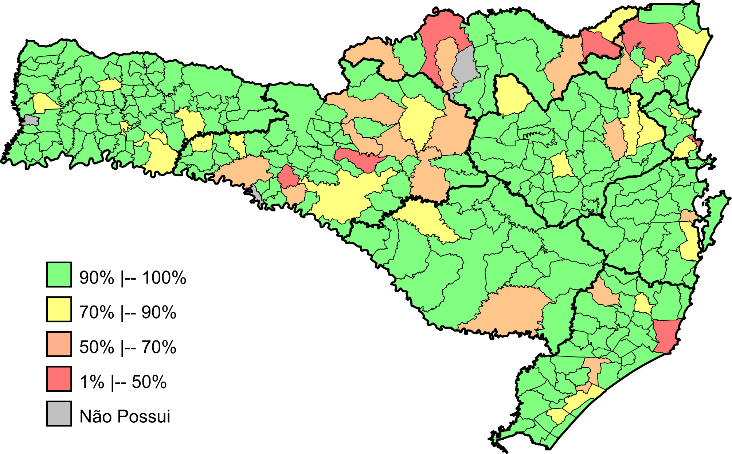 90% |-- 100%
70% |-- 90%
50% |-- 70%
1% |-- 50%
Não Possui